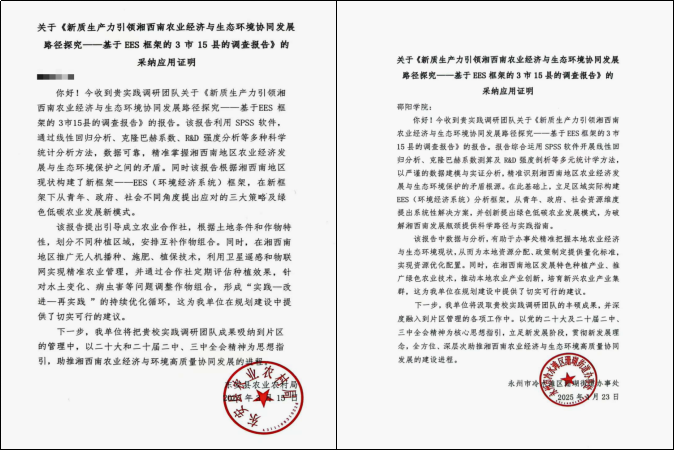 关于《新质生产力引领湘西南农业经济与生态环境协同发展
路径探究——基于 EES 框架的 3 市 15 县的调查报告》的
采纳应用证明
你好！今收到贵实践调研团队关于《新质生产力引领湘
西南农业经济与生态环境协同发展路径探究——基于EES 框
架的 3市15县的调查报告》的报告。该报告利用 SPSS 软件，
通过线性回归分析、克隆巴赫系数、R&D 强度分析等多种科学
统计分析方法，数据可靠，精准掌握湘西南地区农业经济发
展与生态环境保护之间的矛盾。同时该报告根据湘西南地区
现状构建了新框架——EES（环境经济系统）框架，在新框架
下从青年、政府、社会不同角度提出应对的三大策略及绿
色低碳农业发展新模式。
该报告提出引导成立农业合作社，根据土地条件和作物特
性，划分不同种植区域，安排互补作物组合。同时，在湘西南
地区推广无人机播种、施肥、植保技术，利用卫星遥感和物联
网实现精准农业管理，并通过合作社定期评估种植效果，针
对水土变化、病虫害等问题调整作物组合，形成“实践—改
进—再实践 ”的持续优化循环，这为我单位在规划建设中提
供了切实可行的建议。
下一步，我单位将把贵校实践调研团队成果吸纳到片区
的管理中，以二十大和二十届二中、三中全会精神为思想指
引，助推湘西南农业经济与环境高质量协同发展的进程。
东安县农业农村局
关于《新质生产力引领湘西南农业经济与生态环境协同发展
路径探究——基于 EES 框架的 3 市 15 县的调查报告》的
采纳应用证明
邵阳学院：
你好！今收到贵实践调研团队关于《新质生产力引领湘西南
农业经济与生态环境协同发展路径探究——基于 EES 框架的 3 市
15 县的调查报告》的报告。报告综合运用 SPSS 软件开展线性回
归分析、克隆巴赫系数测算及 R&D 强度剖析等多元统计学方法，
以严谨的数据建模与实证分析，精准识别湘西南地区农业经济发
展与生态环境保护的矛盾根源。在此基础上，立足区域实际构建
EES（环境经济系统）分析框架，从青年、政府、社会资源维度
提出系统性解决方案，并创新提出绿色低碳农业发展模式，为破
解湘西南发展瓶颈提供科学路径与实践指南。
该报告中数据与分析，有助于办事处精准把握本地农业经济
与生态环境现状，从而为本地资源分配、政策制定提供量化标准，
实现资源优化配置。同时，在湘西南地区发展特色种植产业、推
广绿色农业技术，推动本地农业产业创新，培育新兴农业产业集
群，这为我单位在规划建设中提供了切实可行的建议。
下一步，我单位将汲取贵校实践调研团队的丰硕成果，并深
度融入到片区管理的各项工作中。以党的二十大及二十届二中、
三中全会精神为核心思想指引，立足新发展阶段，贯彻新发展理
念，全方位、深层次助推湘西南农业经济与生态环境高质量协同
发展的建设进程。
永州市冷水滩区珊瑚街道办事处